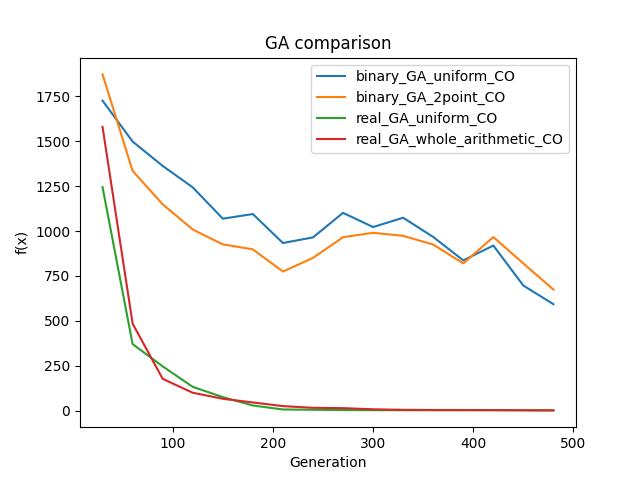 GA comparison
binary_GA_uniform_CO
binary_GA_2point_CO
real_GA_uniform_CO
real_GA_whole_arithmetic_CO
f(x)
1750
1500
1250
1000
750
500
250
0
100 200 300 400 500
Generation